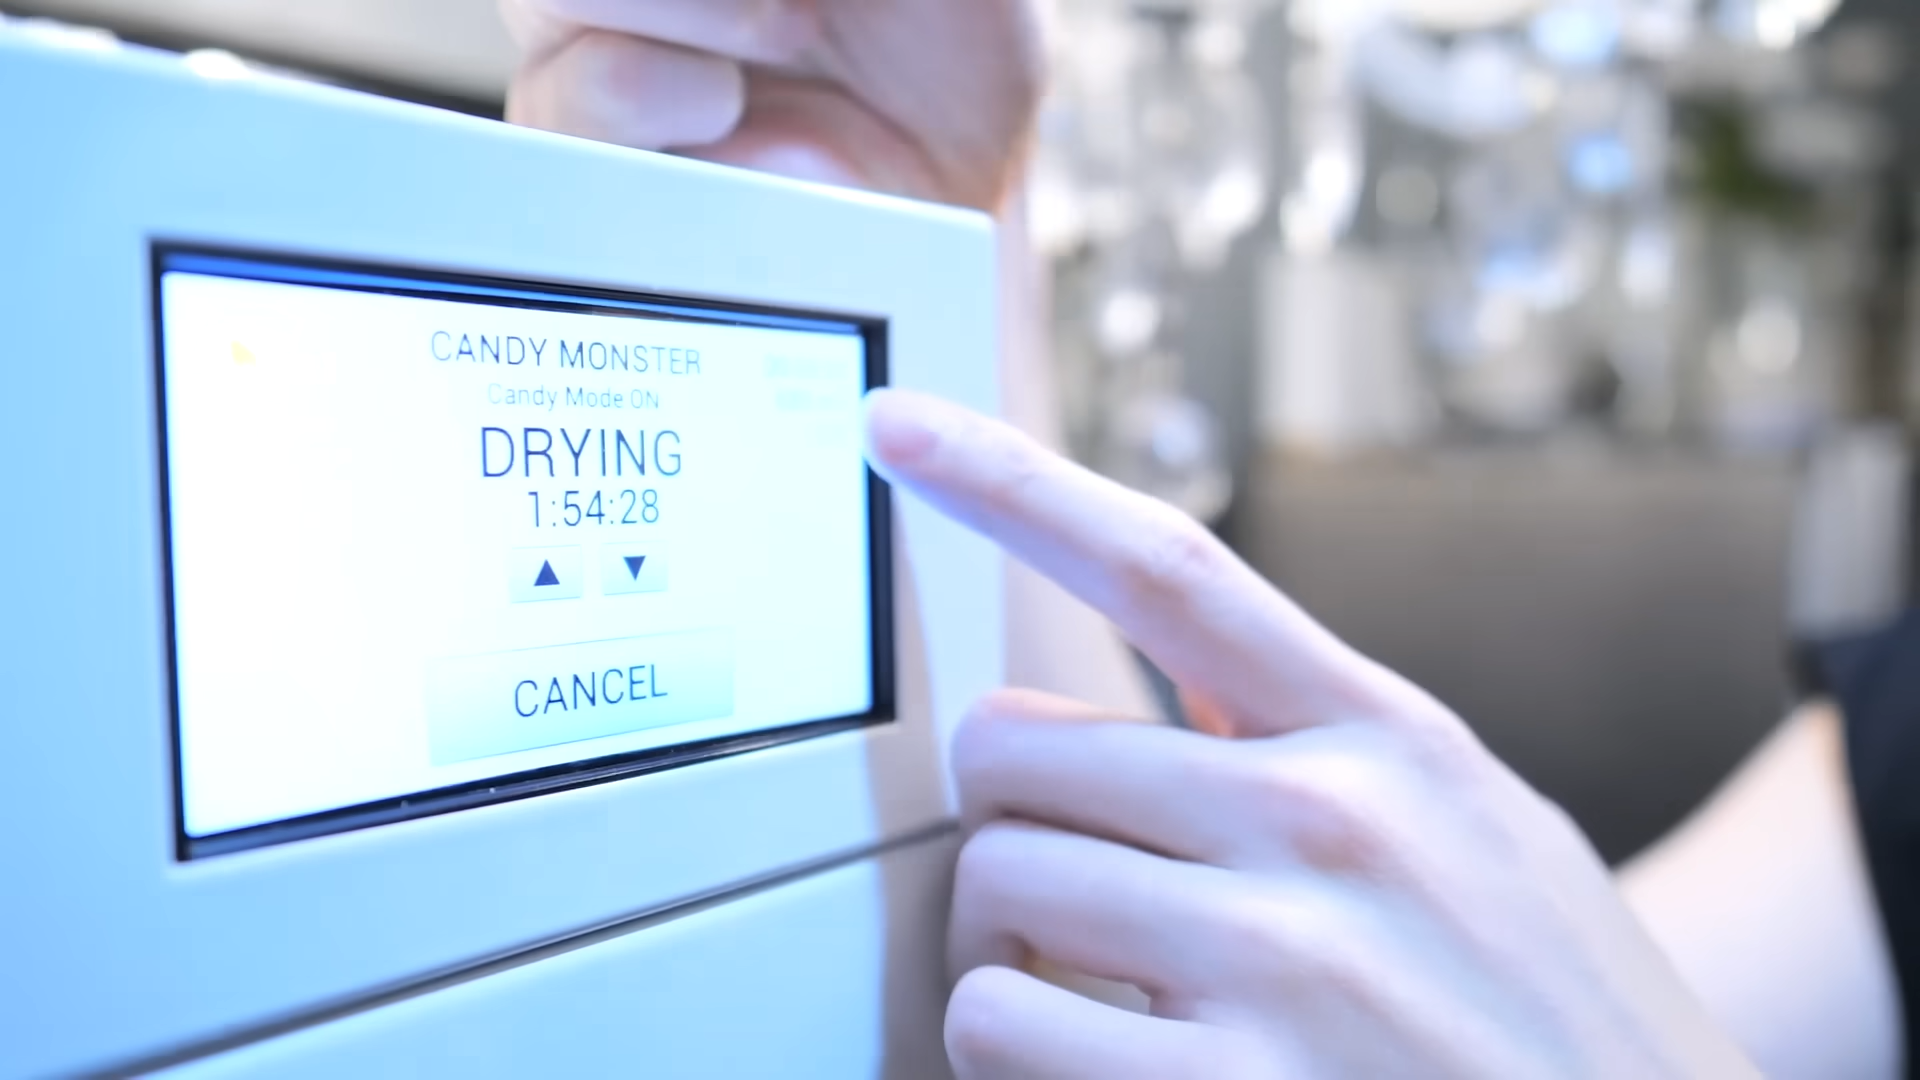 CANDY MONSTER
Candy Mode ON
DRYING
1:54:28
CANCEL